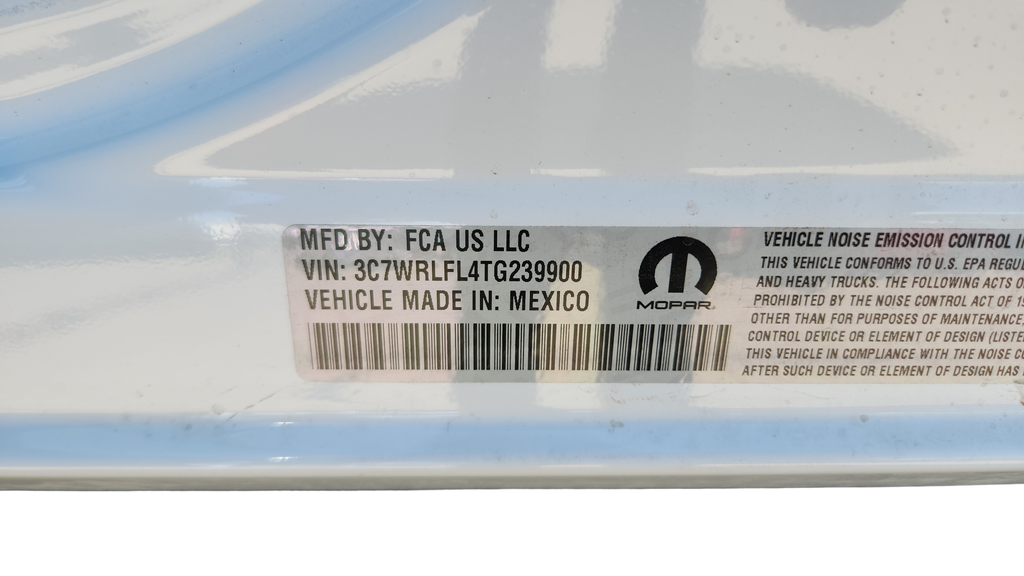 MFD BY: FCA US LLC
VIN: 3C7WRLFL4TG239900
VEHICLE MADE IN: MEXICO
MOPAR
VEHICLE NOISE EMISSION CONTROL
THIS VEHICLE CONFORMS TO U.S. EPA
AND HEAVY TRUCKS. THE FOLLOWING ACTS
PROHIBITED BY THE NOISE CONTROL ACT OF
OTHER THAN FOR PURPOSES OF MAINTENANCE,
CONTROL DEVICE OR ELEMENT OF DESIGN
THIS VEHICLE IN COMPLIANCE WITH THE NOISE
AFTER SUCH DEVICE OR ELEMENT OF DESIGN HAS